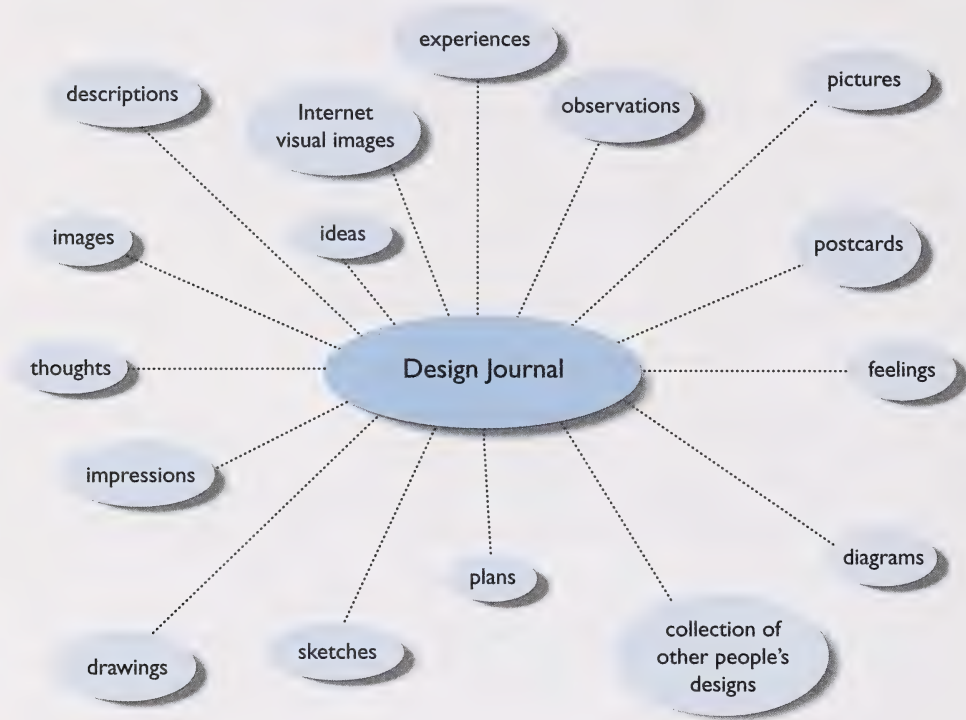 experiences
descriptions
Internet
visual images
observations
pictures
images
ideas
postcards
thoughts
Design Journal
feelings
impressions
plans
diagrams
drawings
sketches
collection of
other people's
designs